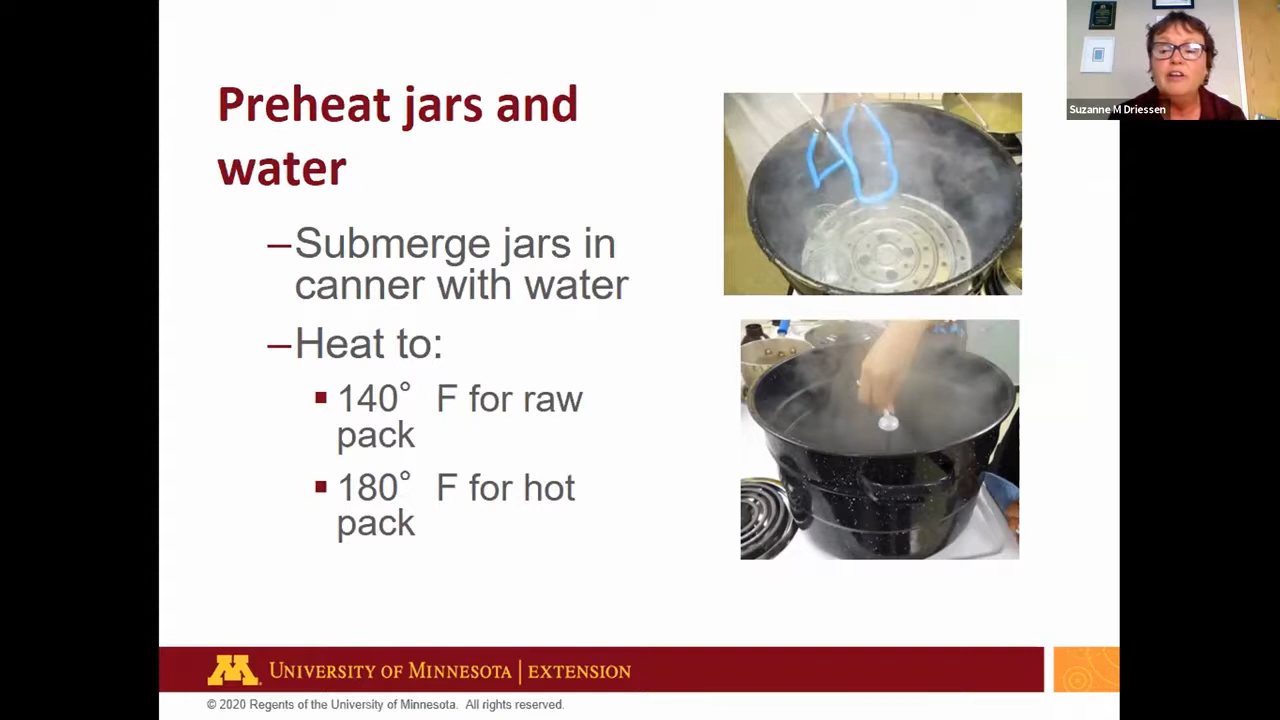 Preheat jars and
water
–Submerge jars in
canner with water
–Heat to:
▪ 140° F for raw
pack
▪ 180° F for hot
pack
UNIVERSITY OF MINNESOTA | EXTENSION
© 2020 Regents of the University of Minnesota. All rights reserved.
Suzanne M Driessen